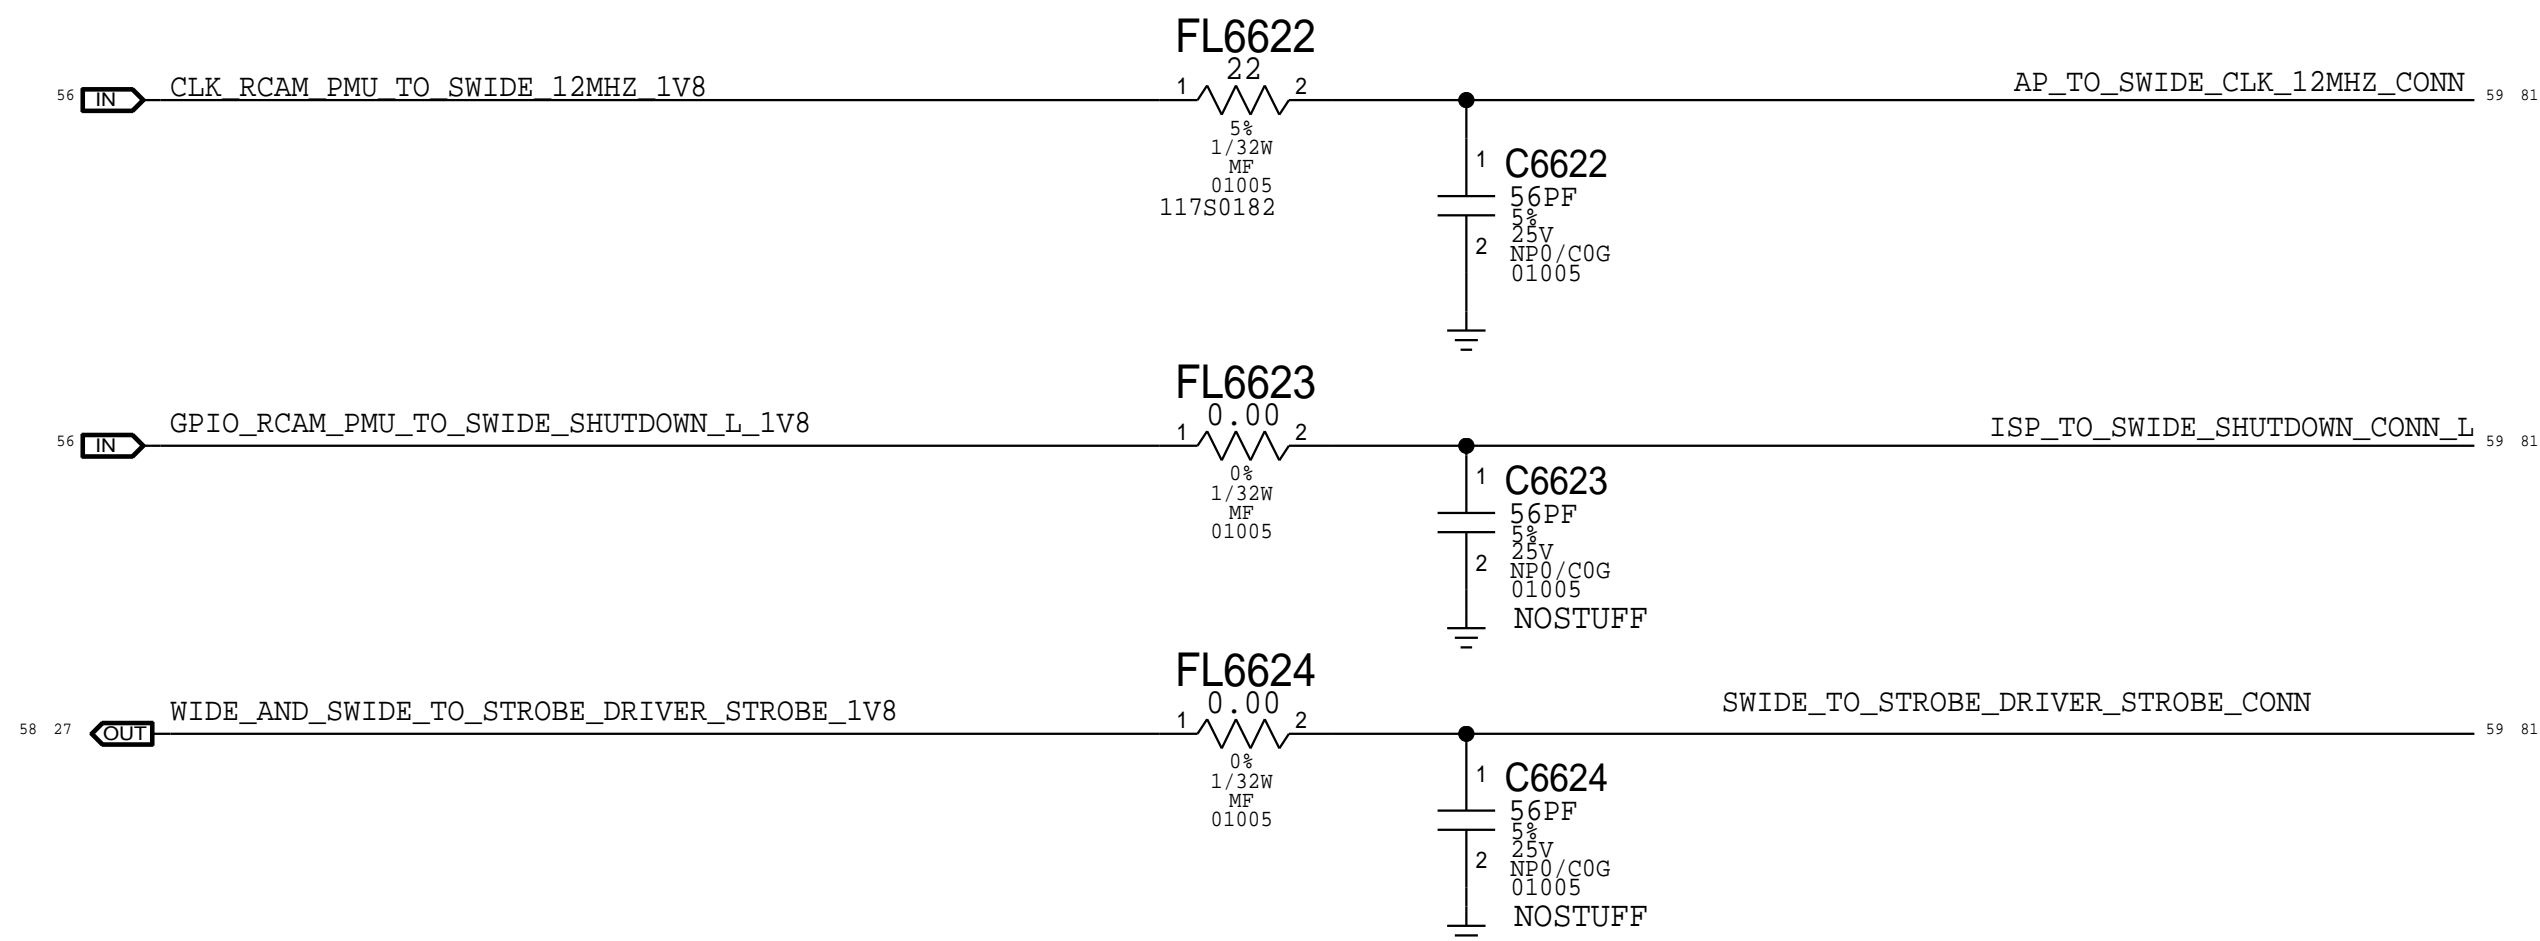 FL6622
22
56 IN CLK_RCAM_PMU_TO_SWIDE_12MHZ_1V8 1 2 AP_TO_SWIDE_CLK_12MHZ_CONN 59 81
5%
1/32W
MF
01005
117S0182
1 C6622
56PF
5%
25V
2 NP0/C0G
01005
FL6623
0.00
56 IN GPIO_RCAM_PMU_TO_SWIDE_SHUTDOWN_L_1V8 1 2 ISP_TO_SWIDE_SHUTDOWN_CONN_L 59 81
0%
1/32W
MF
01005
1 C6623
56PF
5%
25V
2 NP0/C0G
01005
NOSTUFF
FL6624
0.00
58 27 OUT WIDE_AND_SWIDE_TO_STROBE_DRIVER_STROBE_1V8 1 2 SWIDE_TO_STROBE_DRIVER_STROBE_CONN 59 81
0%
1/32W
MF
01005
1 C6624
56PF
5%
25V
2 NP0/C0G
01005
NOSTUFF